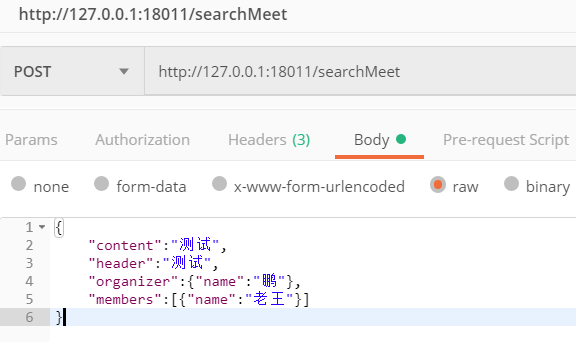 http://127.0.0.1:18011/searchMeet
POST http://127.0.0.1:18011/searchMeet
Params Authorization Headers (3) Body Pre-request Script
none form-data x-www-form-urlencoded raw binary
1 {
2 "content":"测试",
3 "header":"测试",
4 "organizer":{"name":"鹏"},
5 "members":[{"name":"老王"}]
6 }